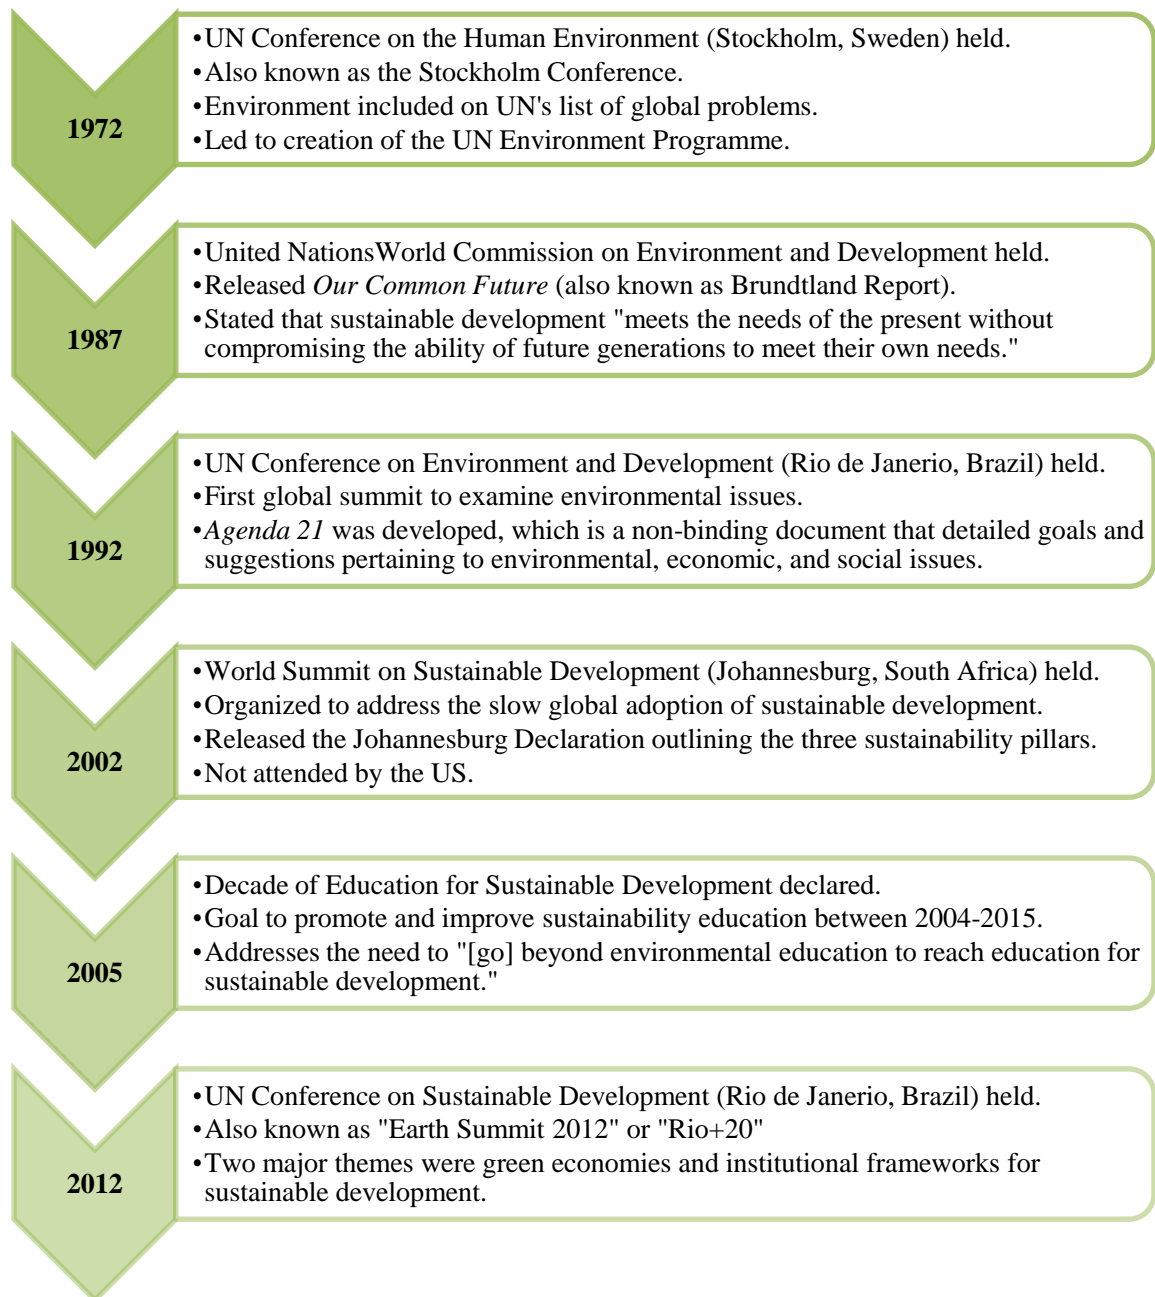 1972
•UN Conference on the Human Environment (Stockholm, Sweden) held.
•Also known as the Stockholm Conference.
•Environment included on UN's list of global problems.
•Led to creation of the UN Environment Programme.
1987
•United NationsWorld Commission on Environment and Development held.
•Released Our Common Future (also known as Brundtland Report).
•Stated that sustainable development "meets the needs of the present without
compromising the ability of future generations to meet their own needs."
1992
•UN Conference on Environment and Development (Rio de Janerio, Brazil) held.
•First global summit to examine environmental issues.
•Agenda 21 was developed, which is a non-binding document that detailed goals and
suggestions pertaining to environmental, economic, and social issues.
2002
•World Summit on Sustainable Development (Johannesburg, South Africa) held.
•Organized to address the slow global adoption of sustainable development.
•Released the Johannesburg Declaration outlining the three sustainability pillars.
•Not attended by the US.
2005
•Decade of Education for Sustainable Development declared.
•Goal to promote and improve sustainability education between 2004-2015.
•Addresses the need to "[go] beyond environmental education to reach education for
sustainable development."
2012
•UN Conference on Sustainable Development (Rio de Janerio, Brazil) held.
•Also known as "Earth Summit 2012" or "Rio+20"
•Two major themes were green economies and institutional frameworks for
sustainable development.